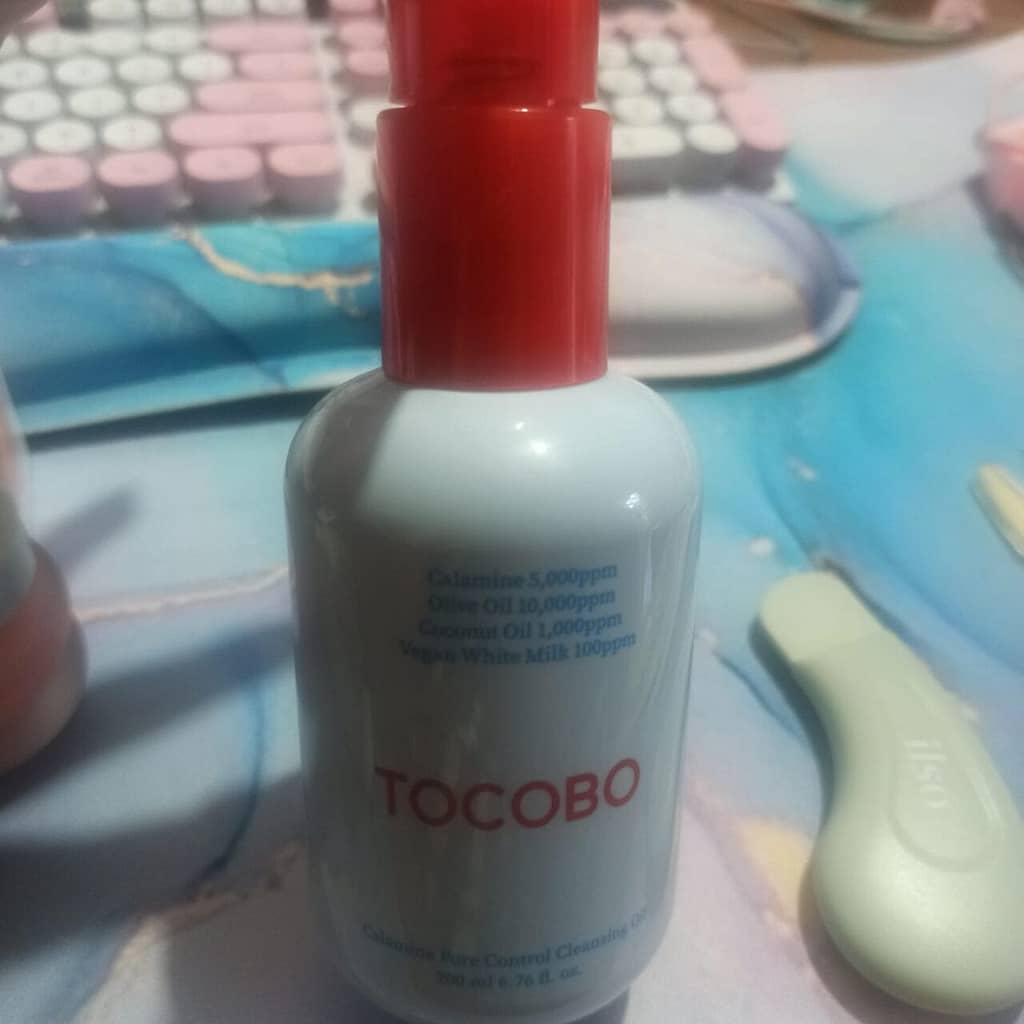 Calamine 5,000ppm
Olive Oil 10,000ppm
Coconut Oil 1,000ppm
Vegan White Milk 100ppm
TOCOBO
Calamine Pore Control Cleansing Oil
200 ml 6.76 fl. oz.
ilso